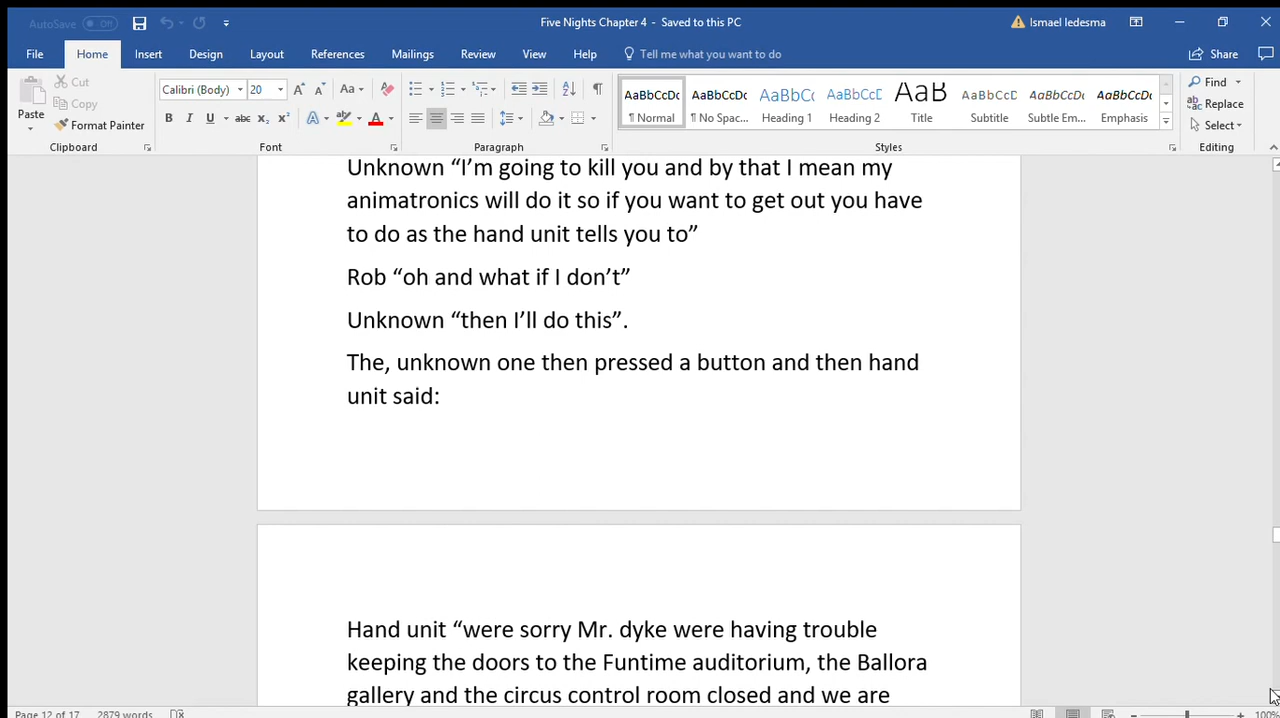 AutoSave Off Five Nights Chapter 4 - Saved to this PC Ismael ledesma
File Home Insert Design Layout References Mailings Review View Help Tell me what you want to do Share
Paste Cut Copy Format Painter
Calibri (Body) 20
AaBbCcDc AaBbCcDc AaBbCc AaBbCcE AaB AaBbCcD AaBbCcDc AaBbCcDc
¶ Normal ¶ No Spac... Heading 1 Heading 2 Title Subtitle Subtle Em... Emphasis
Find Replace Select
Clipboard Font Paragraph Styles Editing
Unknown “I’m going to kill you and by that I mean my
animatronics will do it so if you want to get out you have
to do as the hand unit tells you to”
Rob “oh and what if I don’t”
Unknown “then I’ll do this”.
The, unknown one then pressed a button and then hand
unit said:
Hand unit “were sorry Mr. dyke were having trouble
keeping the doors to the Funtime auditorium, the Ballora
gallery and the circus control room closed and we are
Page 12 of 17 2879 words 100%